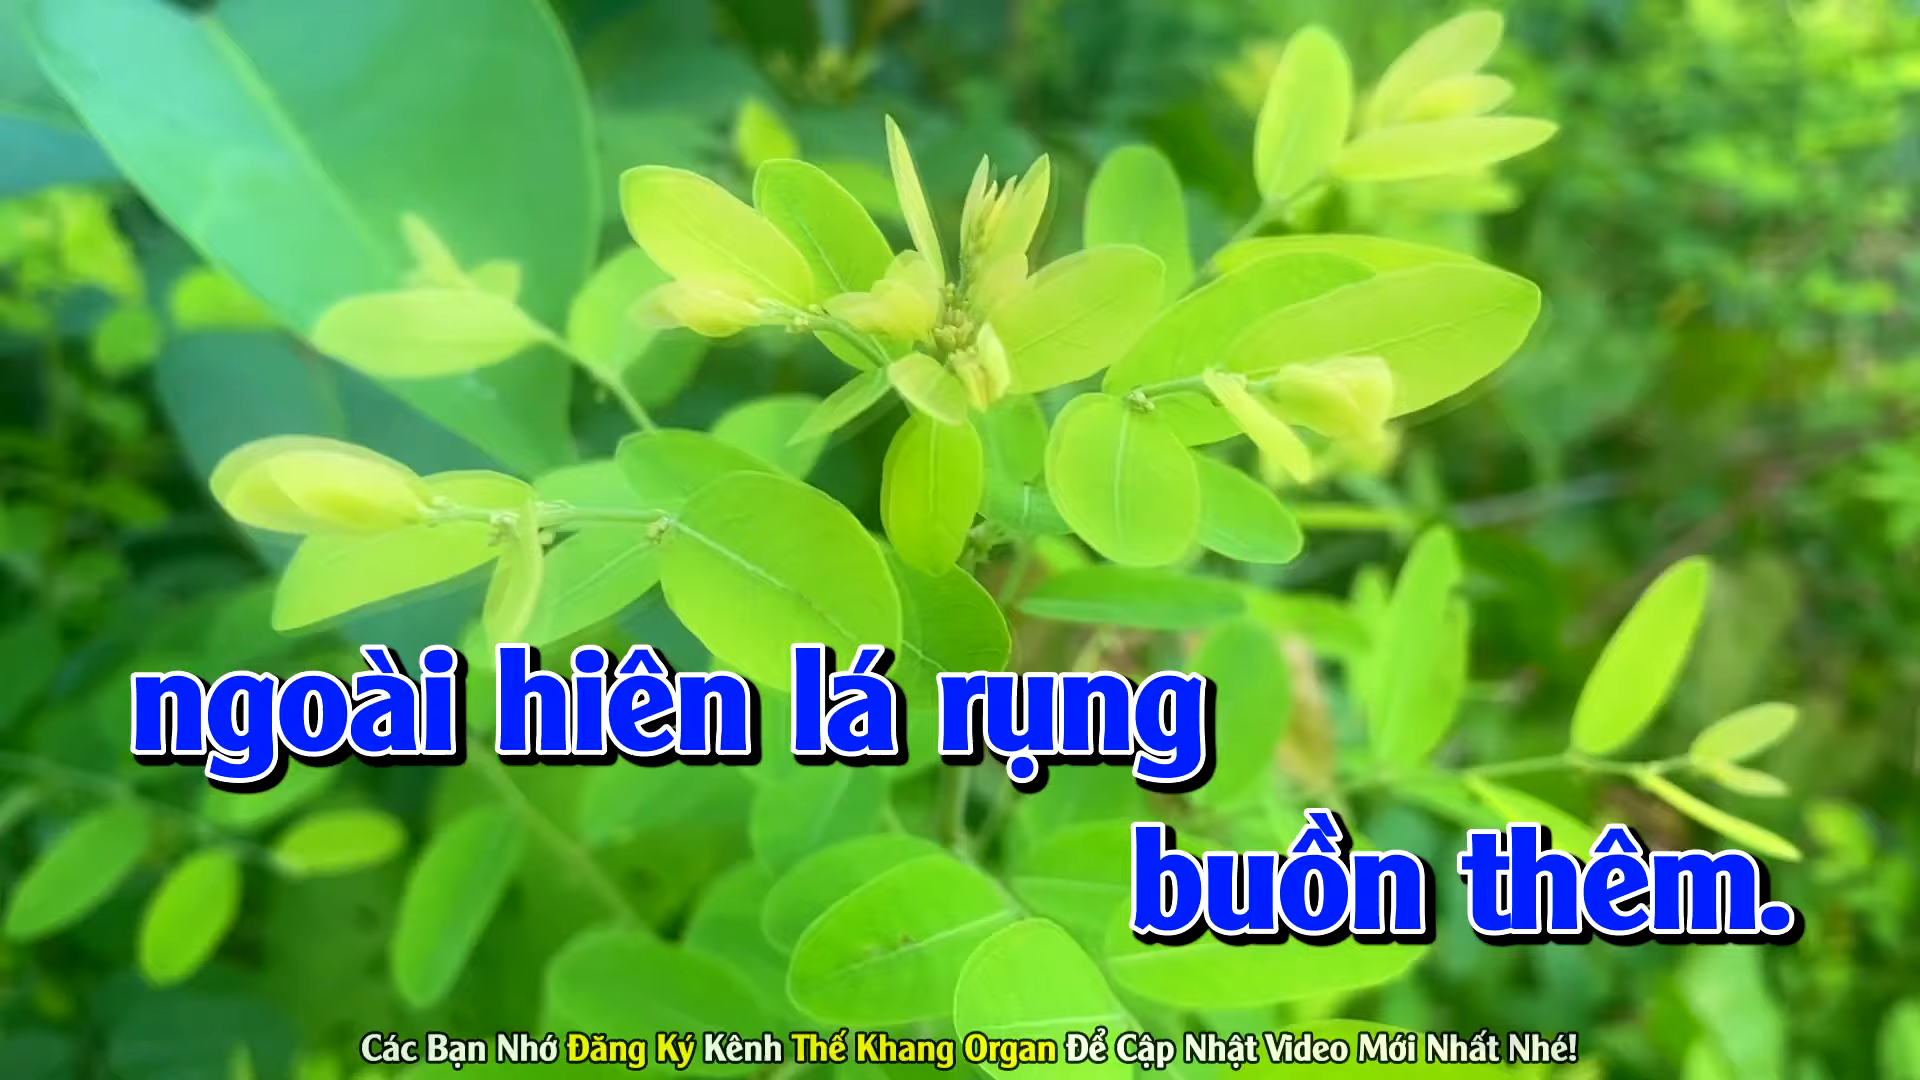 ngoài hiên lá rụng
buồn thêm.
Các Bạn Nhớ Đăng Ký Kênh Thế Khang Organ Để Cập Nhật Video Mới Nhất Nhé!